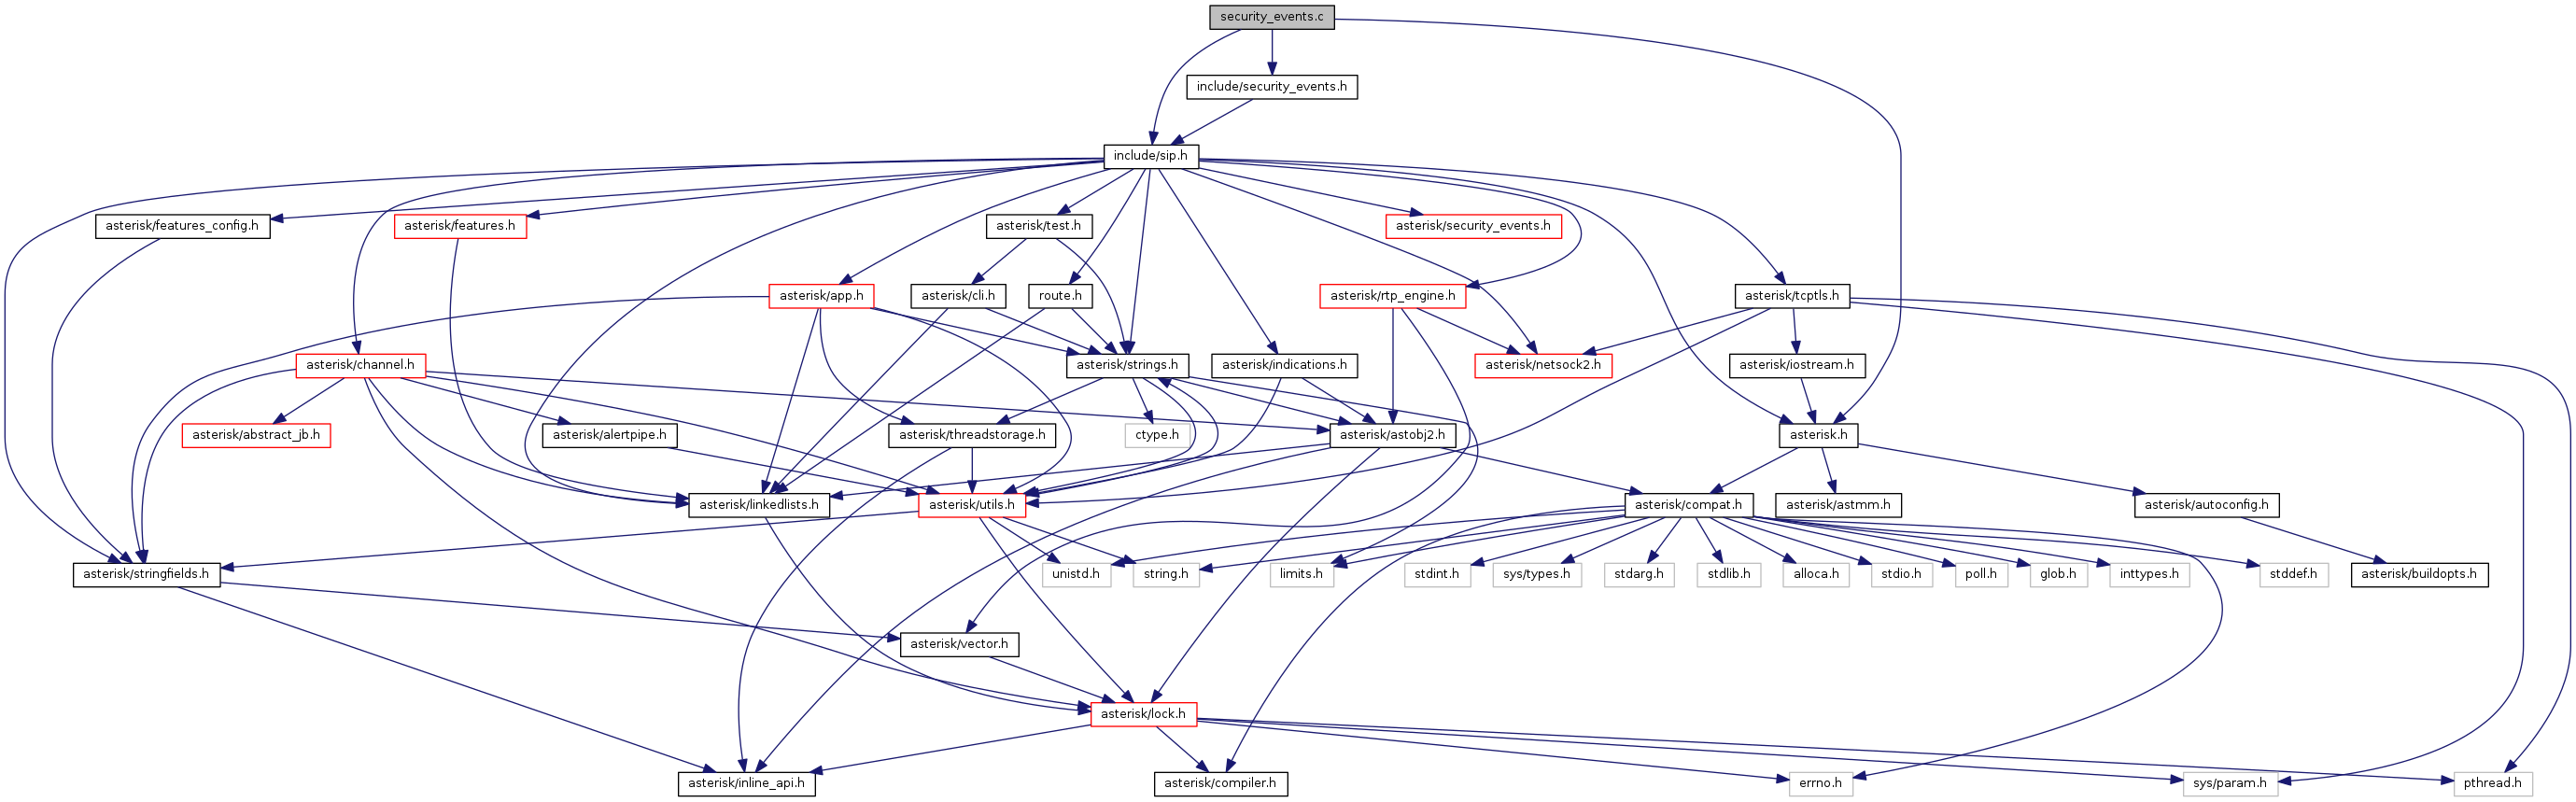 security_events.c
include/security_events.h
include/sip.h
asterisk/features_config.h
asterisk/features.h
asterisk/test.h
asterisk/security_events.h
asterisk/app.h
asterisk/cli.h
route.h
asterisk/rtp_engine.h
asterisk/tcptls.h
asterisk/channel.h
asterisk/strings.h
asterisk/indications.h
asterisk/netsock2.h
asterisk/iostream.h
asterisk/abstract_jb.h
asterisk/alertpipe.h
asterisk/threadstorage.h
ctype.h
asterisk/astobj2.h
asterisk.h
asterisk/linkedlists.h
asterisk/utils.h
asterisk/compat.h
asterisk/astmm.h
asterisk/autoconfig.h
asterisk/stringfields.h
unistd.h
string.h
limits.h
stdint.h
sys/types.h
stdarg.h
stdlib.h
alloca.h
stdio.h
poll.h
glob.h
inttypes.h
stddef.h
asterisk/buildopts.h
asterisk/vector.h
asterisk/lock.h
asterisk/inline_api.h
asterisk/compiler.h
errno.h
sys/param.h
pthread.h